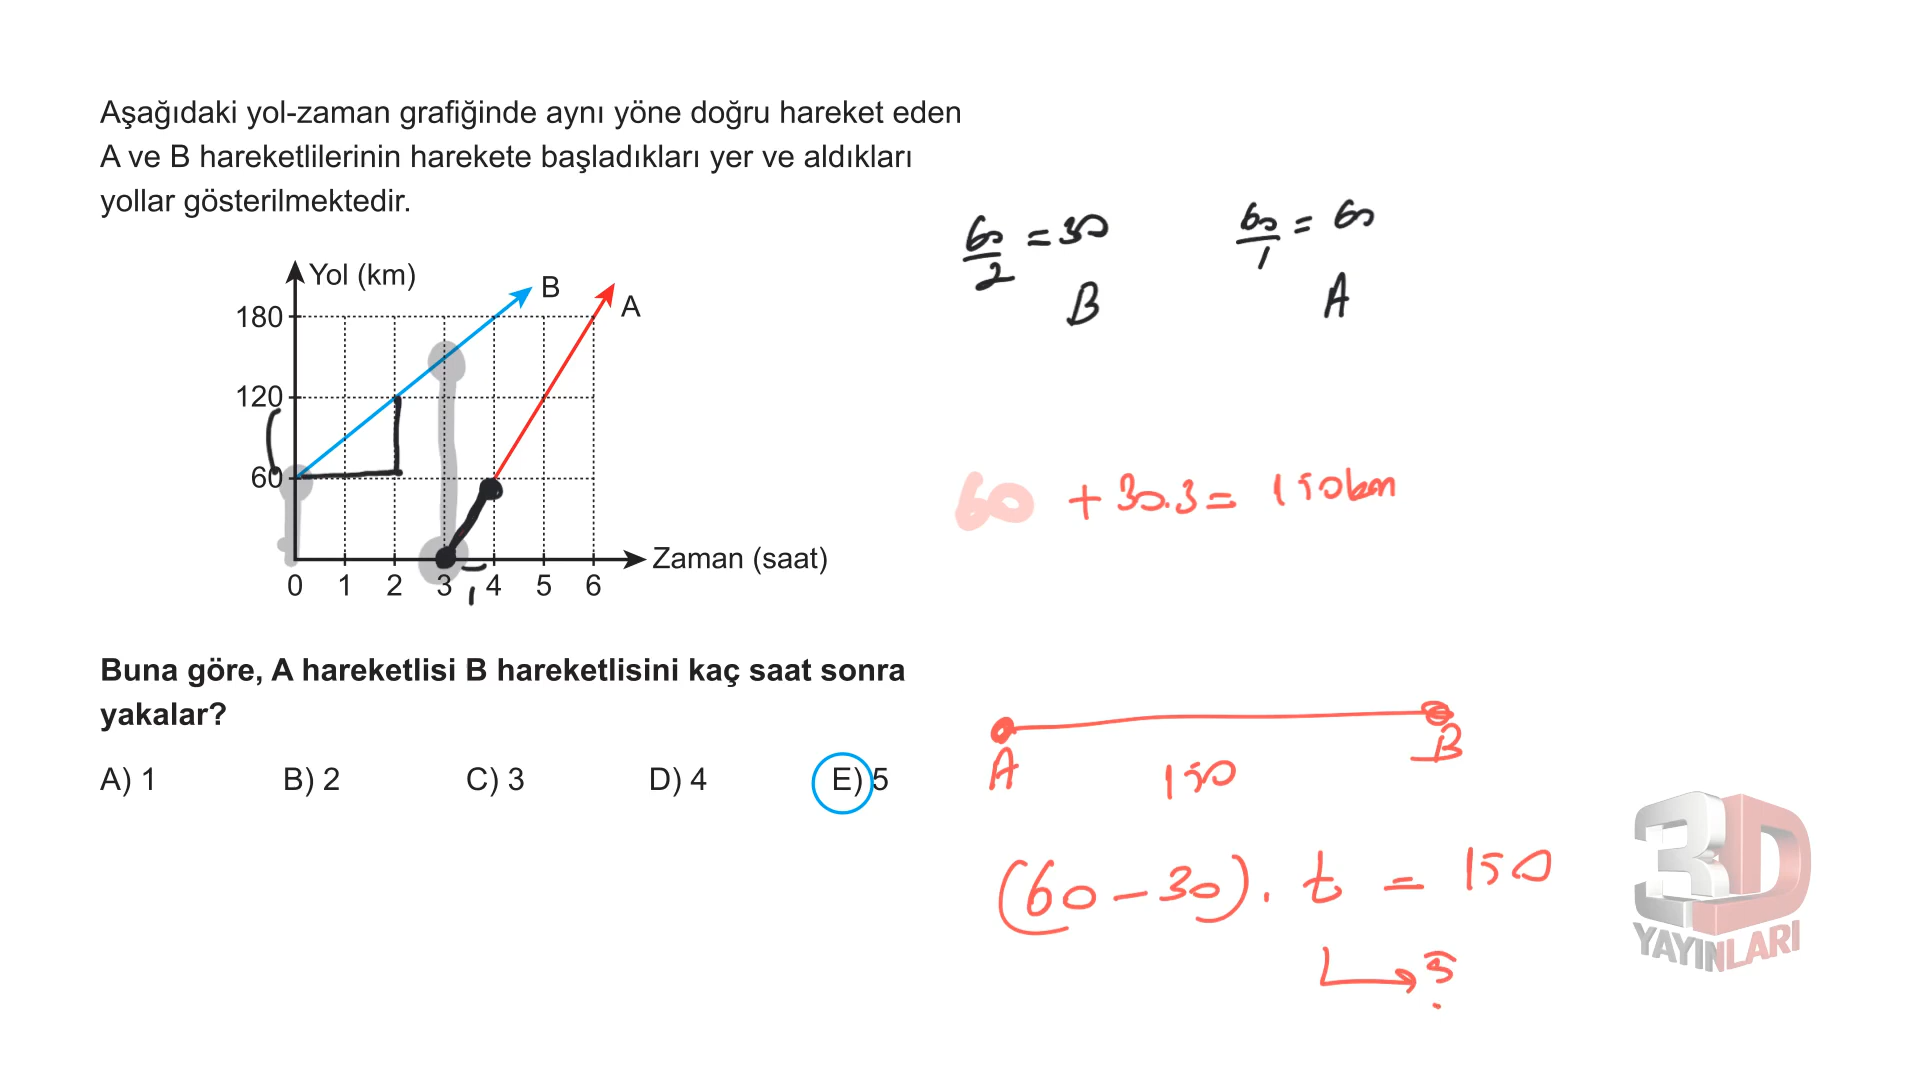 Aşağıdaki yol-zaman grafiğinde aynı yöne doğru hareket eden
A ve B hareketlilerinin harekete başladıkları yer ve aldıkları
yollar gösterilmektedir.
60/2 = 30
B
60/1 = 60
A
Yol (km)
B
A
180
120
60
Zaman (saat)
0 1 2 3 4 5 6
1
60 + 30.3 = 150km
Buna göre, A hareketlisi B hareketlisini kaç saat sonra
yakalar?
A) 1 B) 2 C) 3 D) 4 E) 5
A 150 B
(60-30). t = 150
5
3D
YAYINLARI